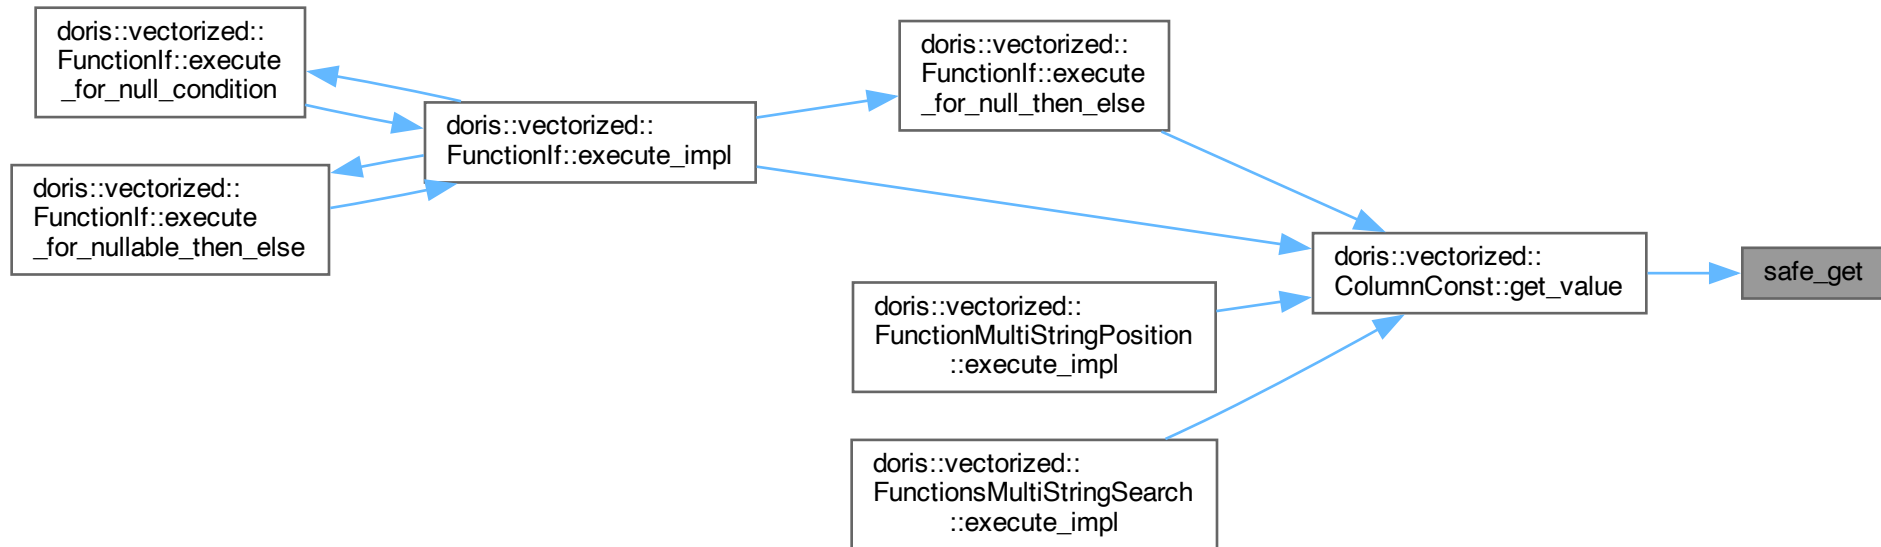 doris::vectorized::
FunctionIf::execute
_for_null_condition
doris::vectorized::
FunctionIf::execute
_for_nullable_then_else
doris::vectorized::
FunctionIf::execute_impl
doris::vectorized::
FunctionIf::execute
_for_null_then_else
doris::vectorized::
FunctionMultiStringPosition
::execute_impl
doris::vectorized::
FunctionsMultiStringSearch
::execute_impl
doris::vectorized::
ColumnConst::get_value
safe_get